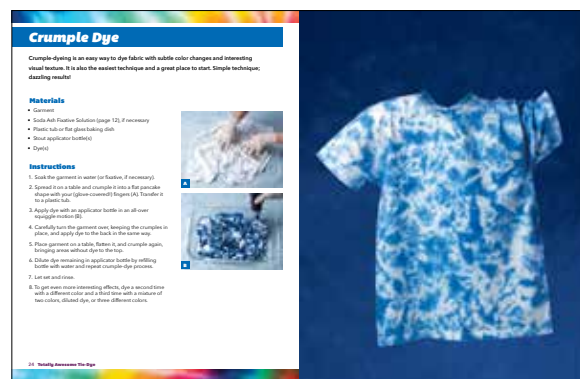 Crumple Dye
Crumple-dyeing is an easy way to dye fabric with subtle color changes and interesting
visual texture. It is also the easiest technique and a great place to start. Simple technique;
dazzling results!
Materials
• Garment
• Soda Ash Fixative Solution (page 12), if necessary
• Plastic tub or flat glass baking dish
• Stout applicator bottle(s)
• Dye(s)
Instructions
1. Soak the garment in water (or fixative, if necessary).
2. Spread it on a table and crumple it into a flat pancake
shape with your (glove-covered!) fingers (A). Transfer it
to a plastic tub.
3. Apply dye with an applicator bottle in an all-over
squiggle motion (B).
4. Carefully turn the garment over, keeping the crumples in
place, and apply dye to the back in the same way.
5. Place garment on a table, flatten it, and crumple again,
bringing areas without dye to the top.
6. Dilute dye remaining in applicator bottle by refilling
bottle with water and repeat crumple-dye process.
7. Let set and rinse.
8. To get even more interesting effects, dye a second time
with a different color and a third time with a mixture of
two colors, diluted dye, or three different colors.
A
B
24 Totally Awesome Tie-Dye